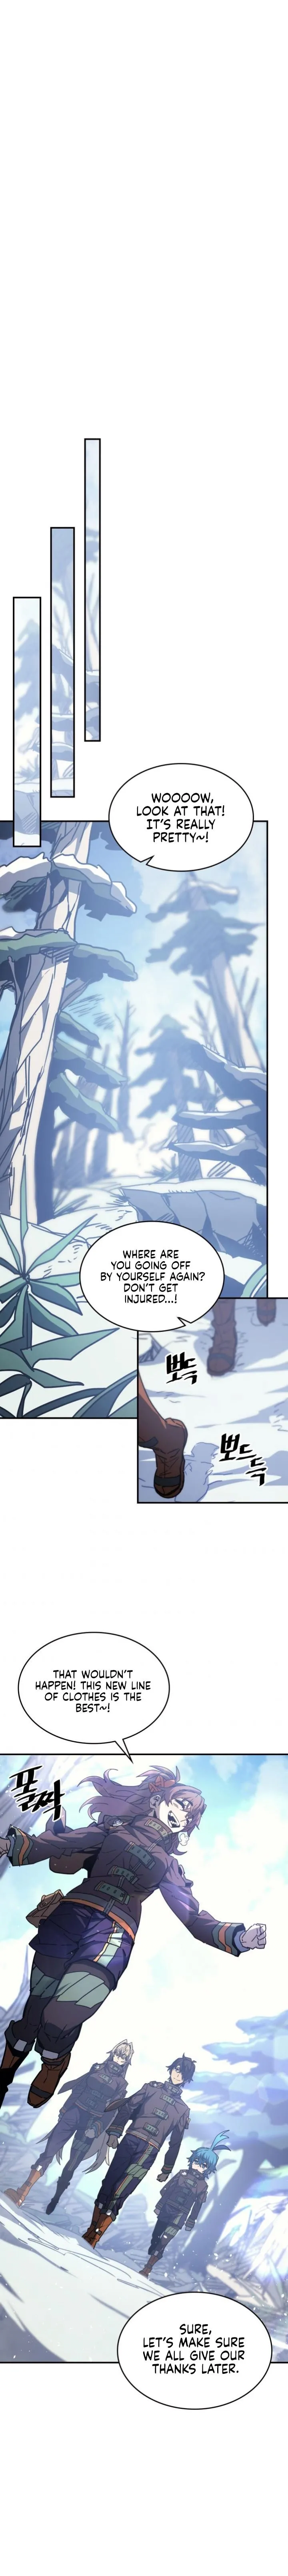 WOOOOW,
LOOK AT THAT!
IT'S REALLY
PRETTY~!
WHERE ARE
YOU GOING OFF
BY YOURSELF AGAIN?
DON'T GET
INJURED...!
뽀득
뽀드득
THAT WOULDN'T
HAPPEN! THIS NEW LINE
OF CLOTHES IS THE
BEST~!
폴짝
SURE,
LET'S MAKE SURE
WE ALL GIVE OUR
THANKS LATER.